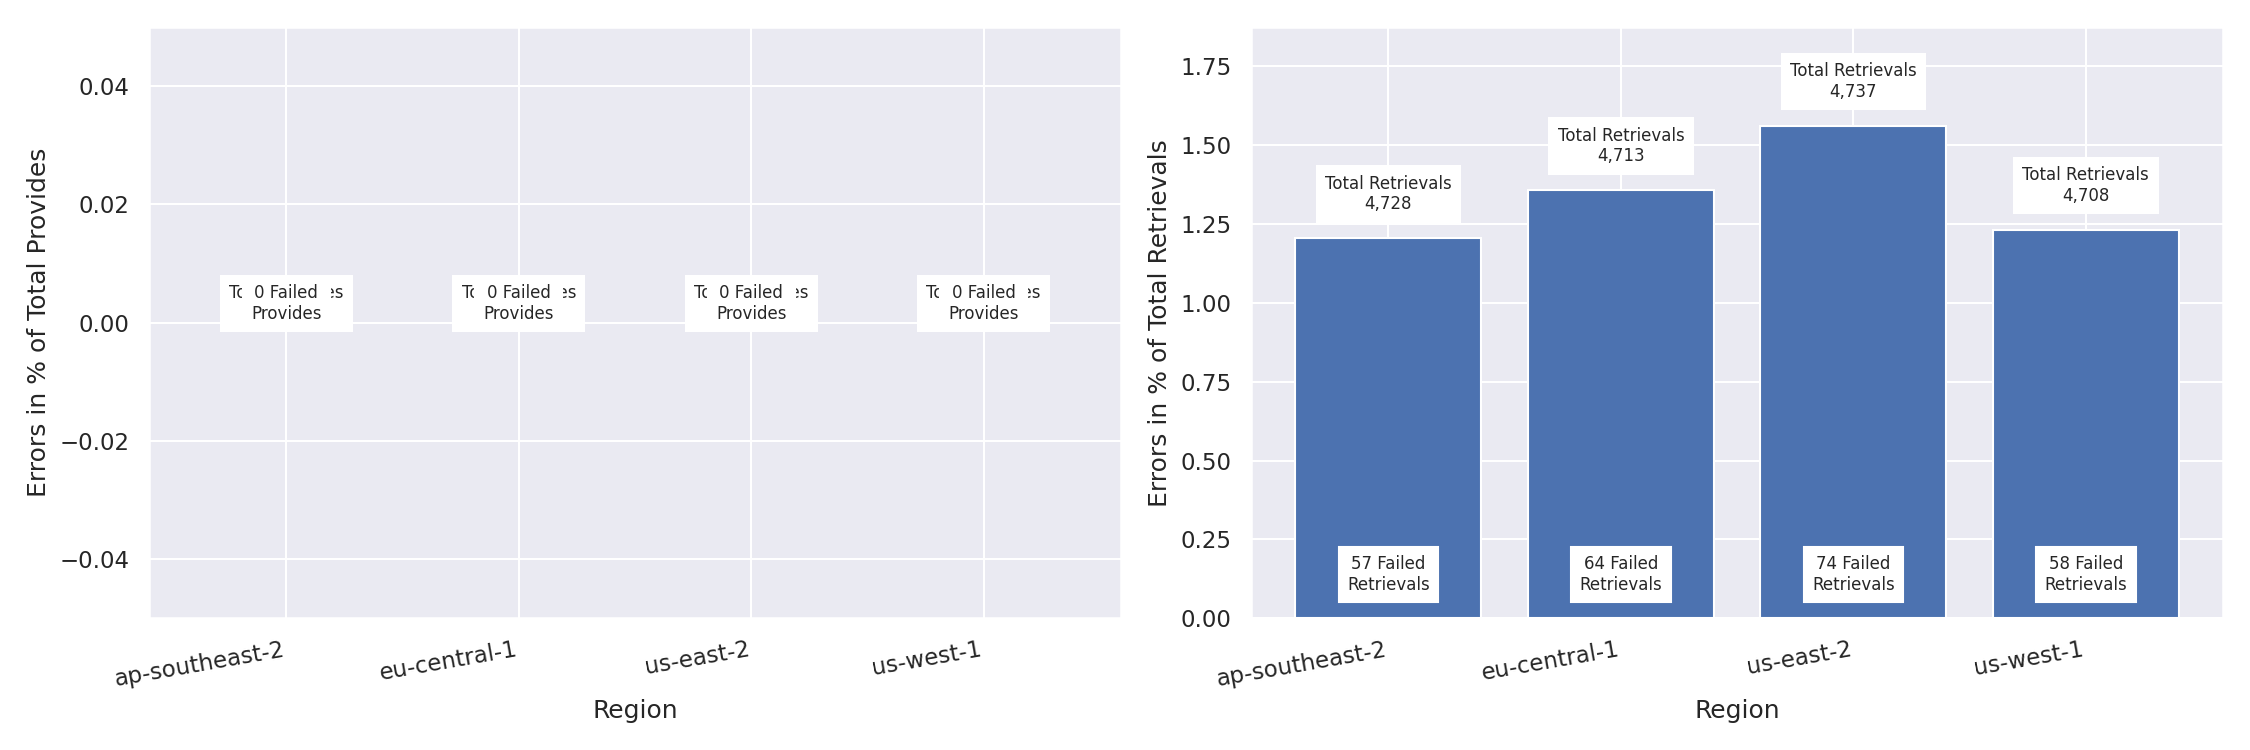 Errors in % of Total Provides
0.04
0.02
0.00
−0.02
−0.04
0 Failed
Provides
0 Failed
Provides
0 Failed
Provides
0 Failed
Provides
ap-southeast-2
eu-central-1
us-east-2
us-west-1
Region
Errors in % of Total Retrievals
1.75
1.50
1.25
1.00
0.75
0.50
0.25
0.00
Total Retrievals
4,728
Total Retrievals
4,713
Total Retrievals
4,737
Total Retrievals
4,708
57 Failed
Retrievals
64 Failed
Retrievals
74 Failed
Retrievals
58 Failed
Retrievals
ap-southeast-2
eu-central-1
us-east-2
us-west-1
Region